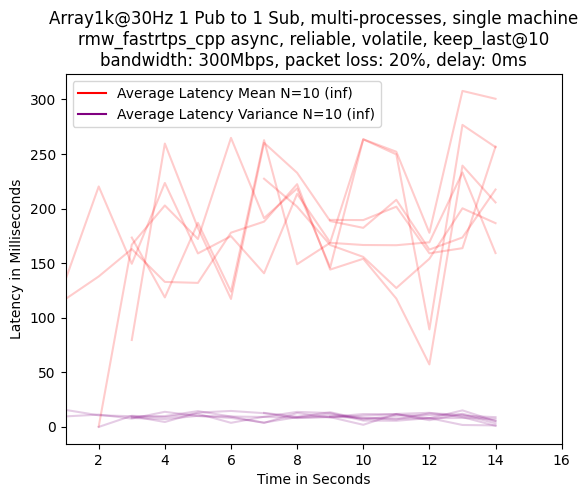 Array1k@30Hz 1 Pub to 1 Sub, multi-processes, single machine
rmw_fastrtps_cpp async, reliable, volatile, keep_last@10
bandwidth: 300Mbps, packet loss: 20%, delay: 0ms
Average Latency Mean N=10 (inf)
Average Latency Variance N=10 (inf)
Latency in Milliseconds
300
250
200
150
100
50
0
2 4 6 8 10 12 14 16
Time in Seconds